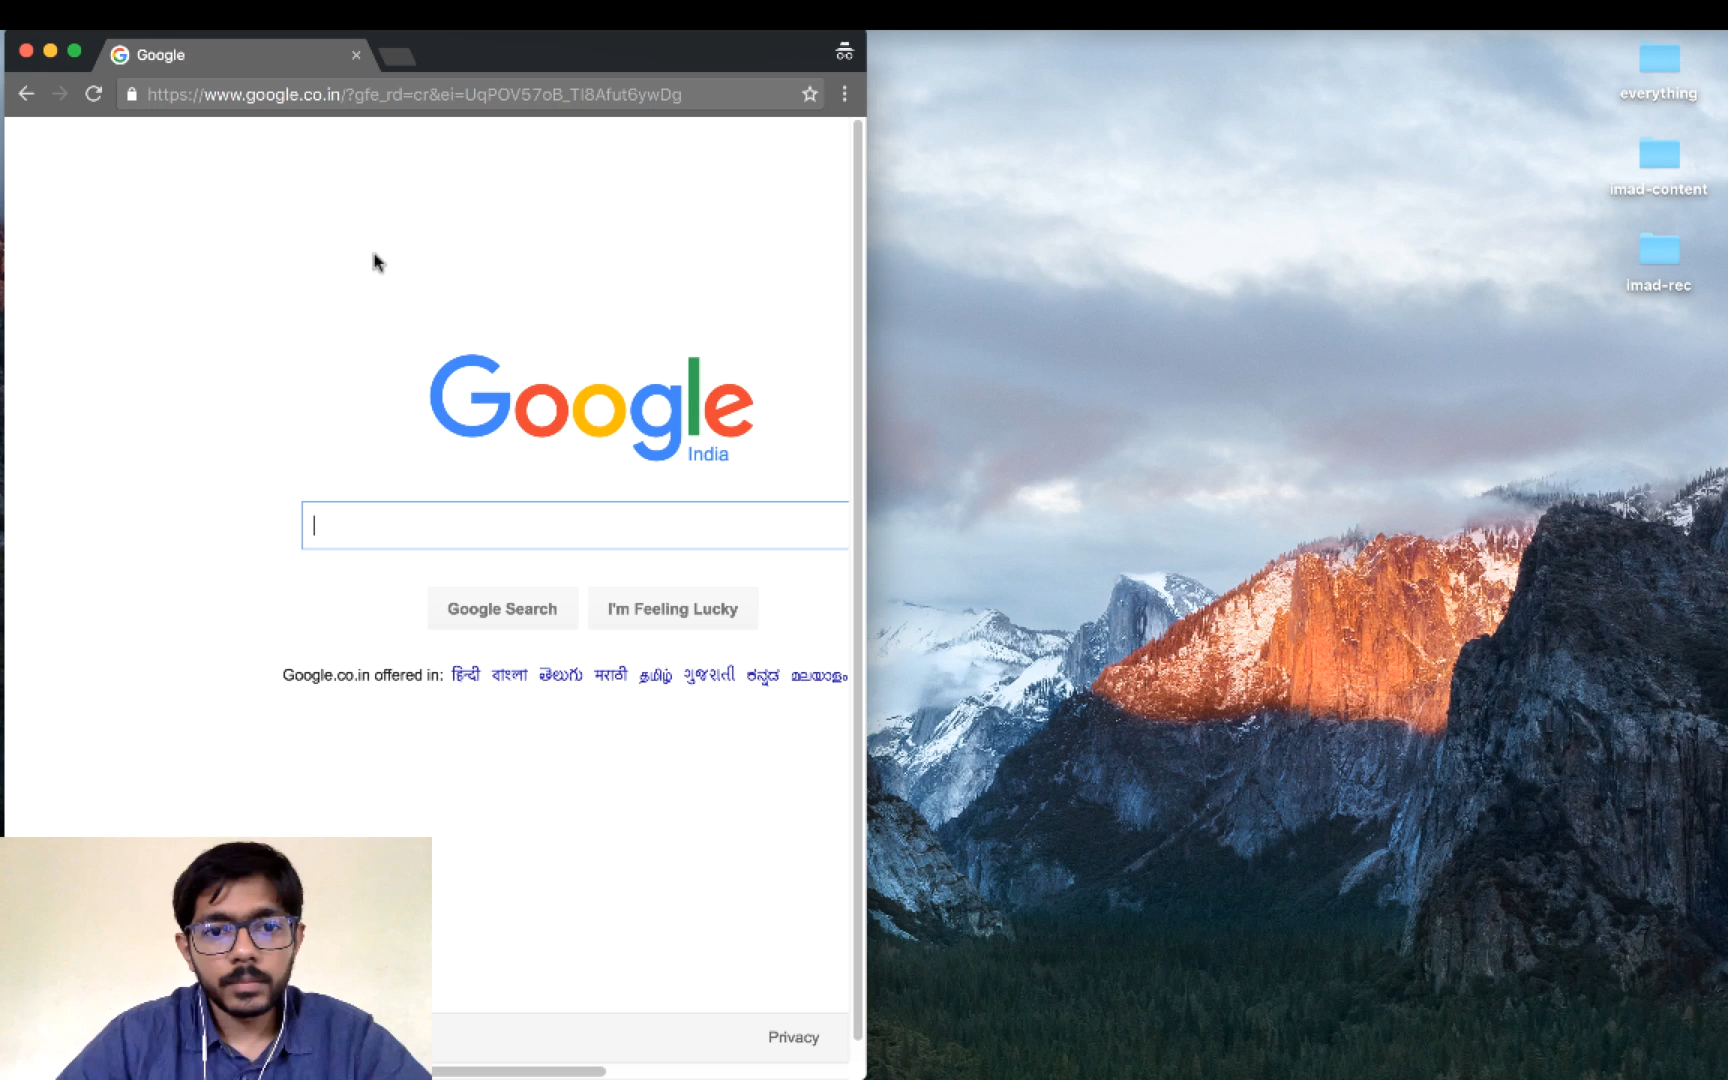 Google
https://www.google.co.in/?gfe_rd=cr&ei=UqPOV57oB_Tl8Afut6ywDg
everything
imad-content
imad-rec
Google
India
Google Search I'm Feeling Lucky
Google.co.in offered in: हिन्दी বাংলা తెలుగు मराठी தமிழ் ગુજરાતી ಕನ್ನಡ മലയാളം
Privacy